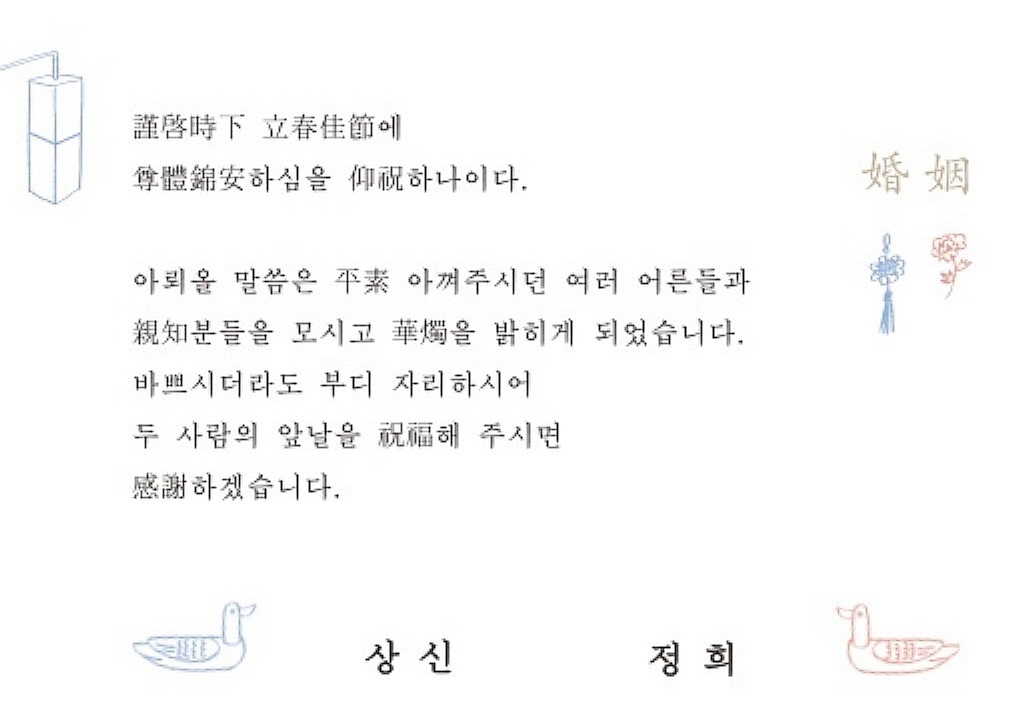 謹啓時下 立春佳節에
尊體錦安하심을 仰祝하나이다.
婚姻
아뢰올 말씀은 平素 아껴주시던 여러 어른들과
親知분들을 모시고 華燭을 밝히게 되었습니다.
바쁘시더라도 부디 자리하시어
두 사람의 앞날을 祝福해 주시면
感謝하겠습니다.
상신 정희